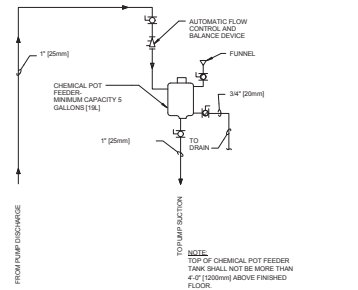 AUTOMATIC FLOW
CONTROL AND
BALANCE DEVICE
FUNNEL
1" [25mm]
CHEMICAL POT
FEEDER-
MINIMUM CAPACITY 5
GALLONS [19L]
3/4" [20mm]
1" [25mm]
TO
DRAIN
FROM PUMP DISCHARGE
TO PUMP SUCTION
NOTE:
TOP OF CHEMICAL POT FEEDER
TANK SHALL NOT BE MORE THAN
4'-0" [1200mm] ABOVE FINISHED
FLOOR.